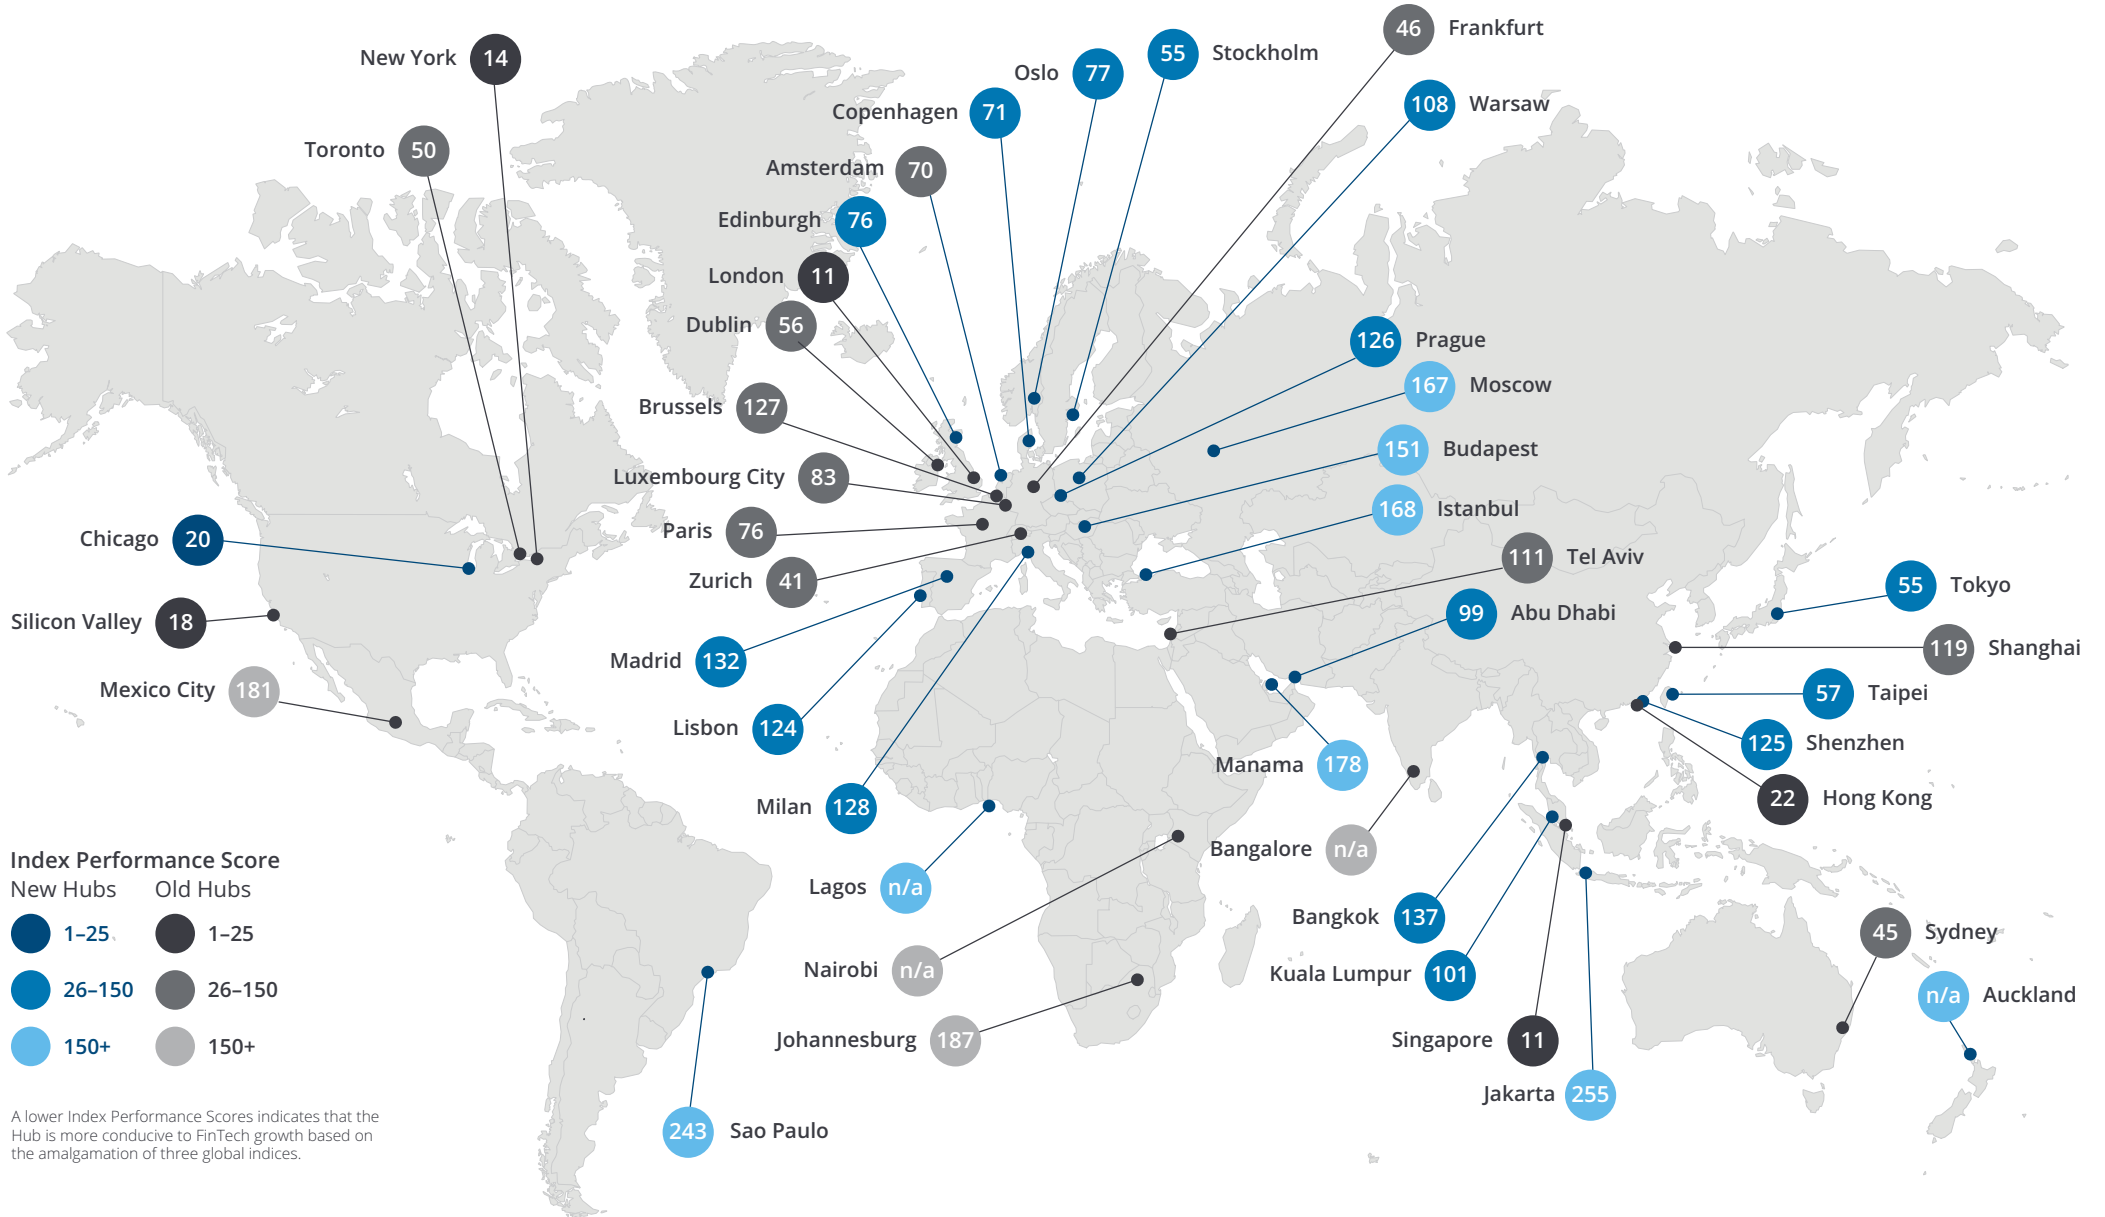 46 Frankfurt
New York 14
55 Stockholm
Oslo 77
108 Warsaw
Copenhagen 71
Toronto 50
Amsterdam 70
Edinburgh 76
London 11
Dublin 56
126 Prague
167 Moscow
Brussels 127
151 Budapest
Luxembourg City 83
168 Istanbul
Paris 76
Chicago 20
111 Tel Aviv
Zurich 41
55 Tokyo
99 Abu Dhabi
Silicon Valley 18
119 Shanghai
Madrid 132
Mexico City 181
57 Taipei
Lisbon 124
125 Shenzhen
Manama 178
22 Hong Kong
Milan 128
Bangalore n/a
Lagos n/a
Bangkok 137
45 Sydney
Nairobi n/a
Kuala Lumpur 101
n/a Auckland
Johannesburg 187
Singapore 11
Jakarta 255
243 Sao Paulo
Index Performance Score
New Hubs Old Hubs
1–25 1–25
26–150 26–150
150+ 150+
A lower Index Performance Scores indicates that the
Hub is more conducive to FinTech growth based on
the amalgamation of three global indices.